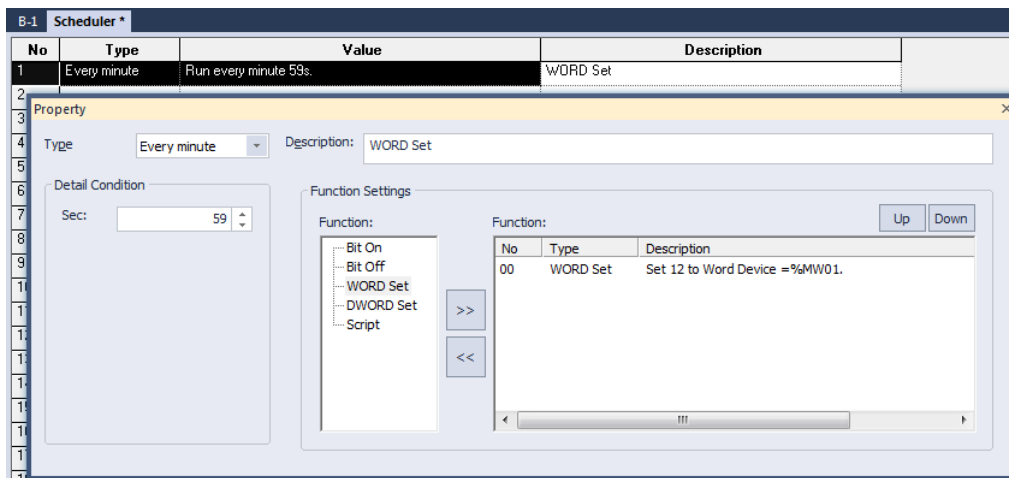 B-1 Scheduler *
No Type Value Description
1 Every minute Run every minute 59s. WORD Set
2
3 Property
4 Type Every minute Description: WORD Set
5
6 Detail Condition Function Settings
7 Sec: 59 Function: Function: Up Down
8 Bit On No Type Description
9 Bit Off 00 WORD Set Set 12 to Word Device =%MW01.
WORD Set
DWORD Set >>
Script
<<